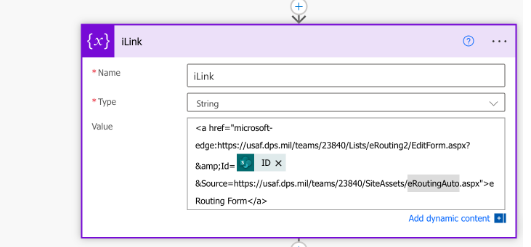 {x} iLink
* Name
iLink
* Type
String
Value
<a href="microsoft-
edge:https://usaf.dps.mil/teams/23840/Lists/eRouting2/EditForm.aspx?
&amp;Id= ID ×
&Source=https://usaf.dps.mil/teams/23840/SiteAssets/eRoutingAuto.aspx">e
Routing Form</a>
Add dynamic content